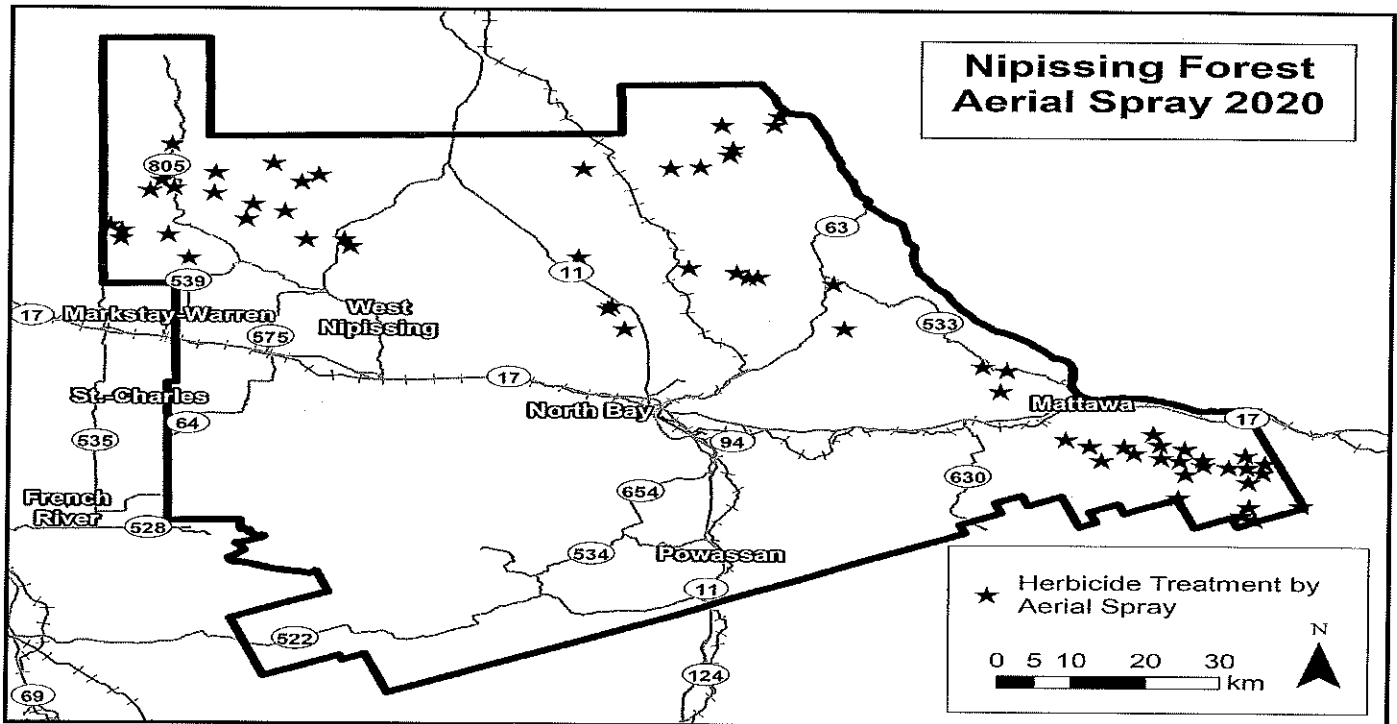 Nipissing Forest
Aerial Spray 2020
805
63
11
539
Markstay-Warren
West
Nipissing
17
575
533
17
St.-Charles
North Bay
Mattawa
17
64
94
535
630
654
French
River
528
534
Powassan
11
522
124
69
Herbicide Treatment by
Aerial Spray
N
0 5 10 20 30
km